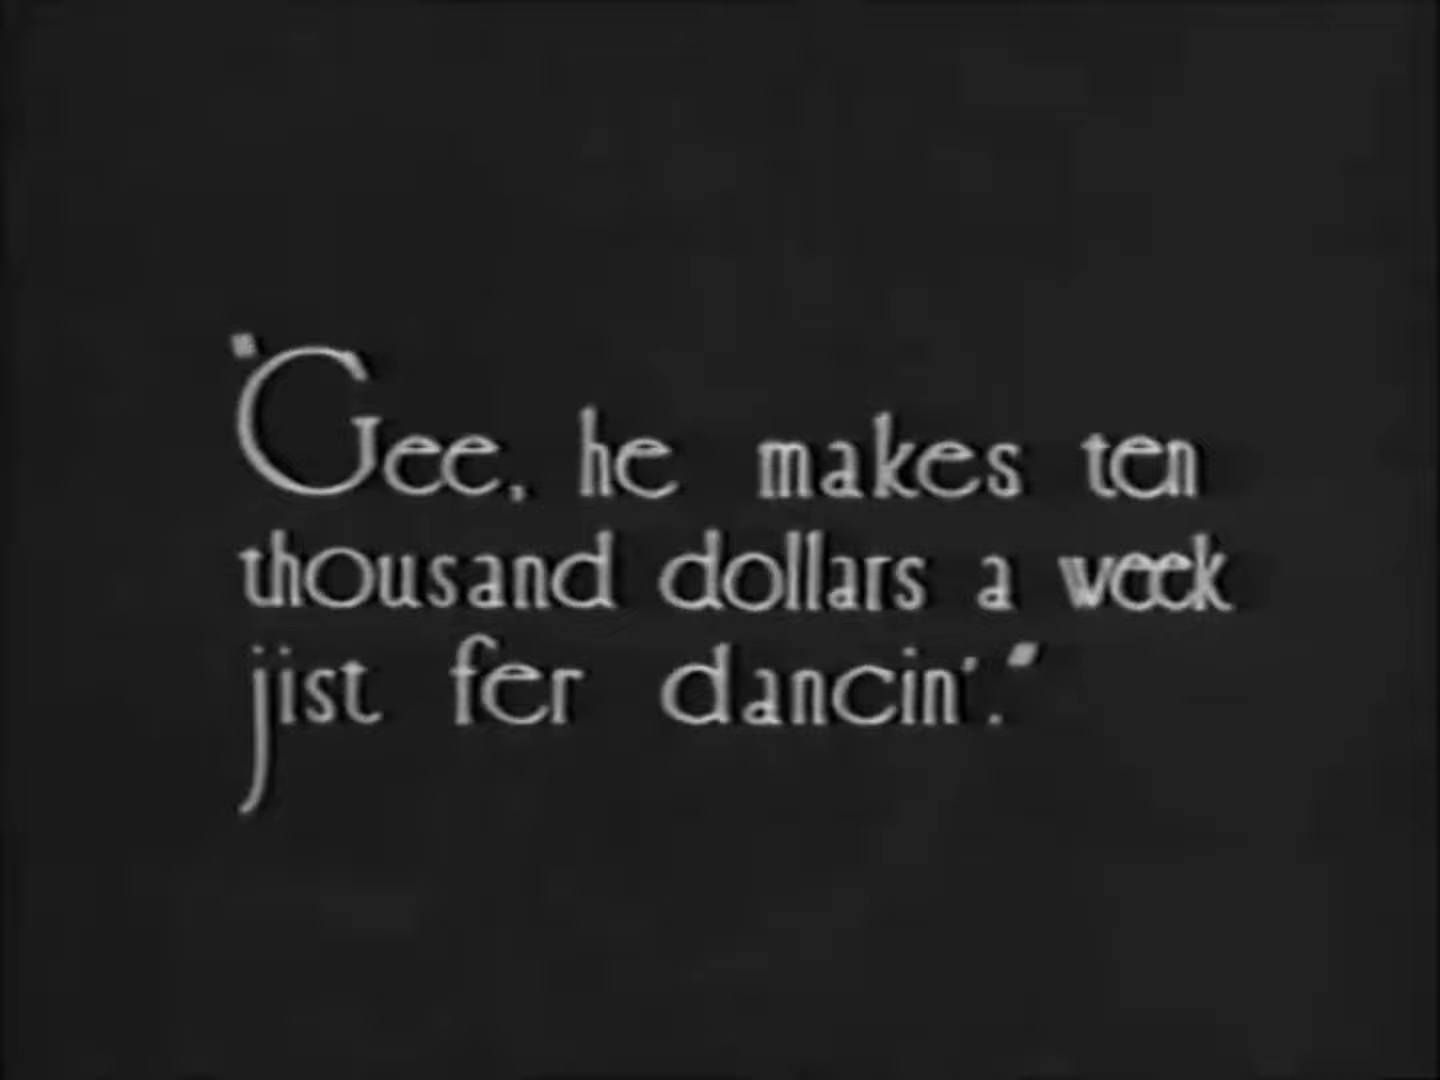 "Gee, he makes ten
thousand dollars a week
jist fer dancin'."